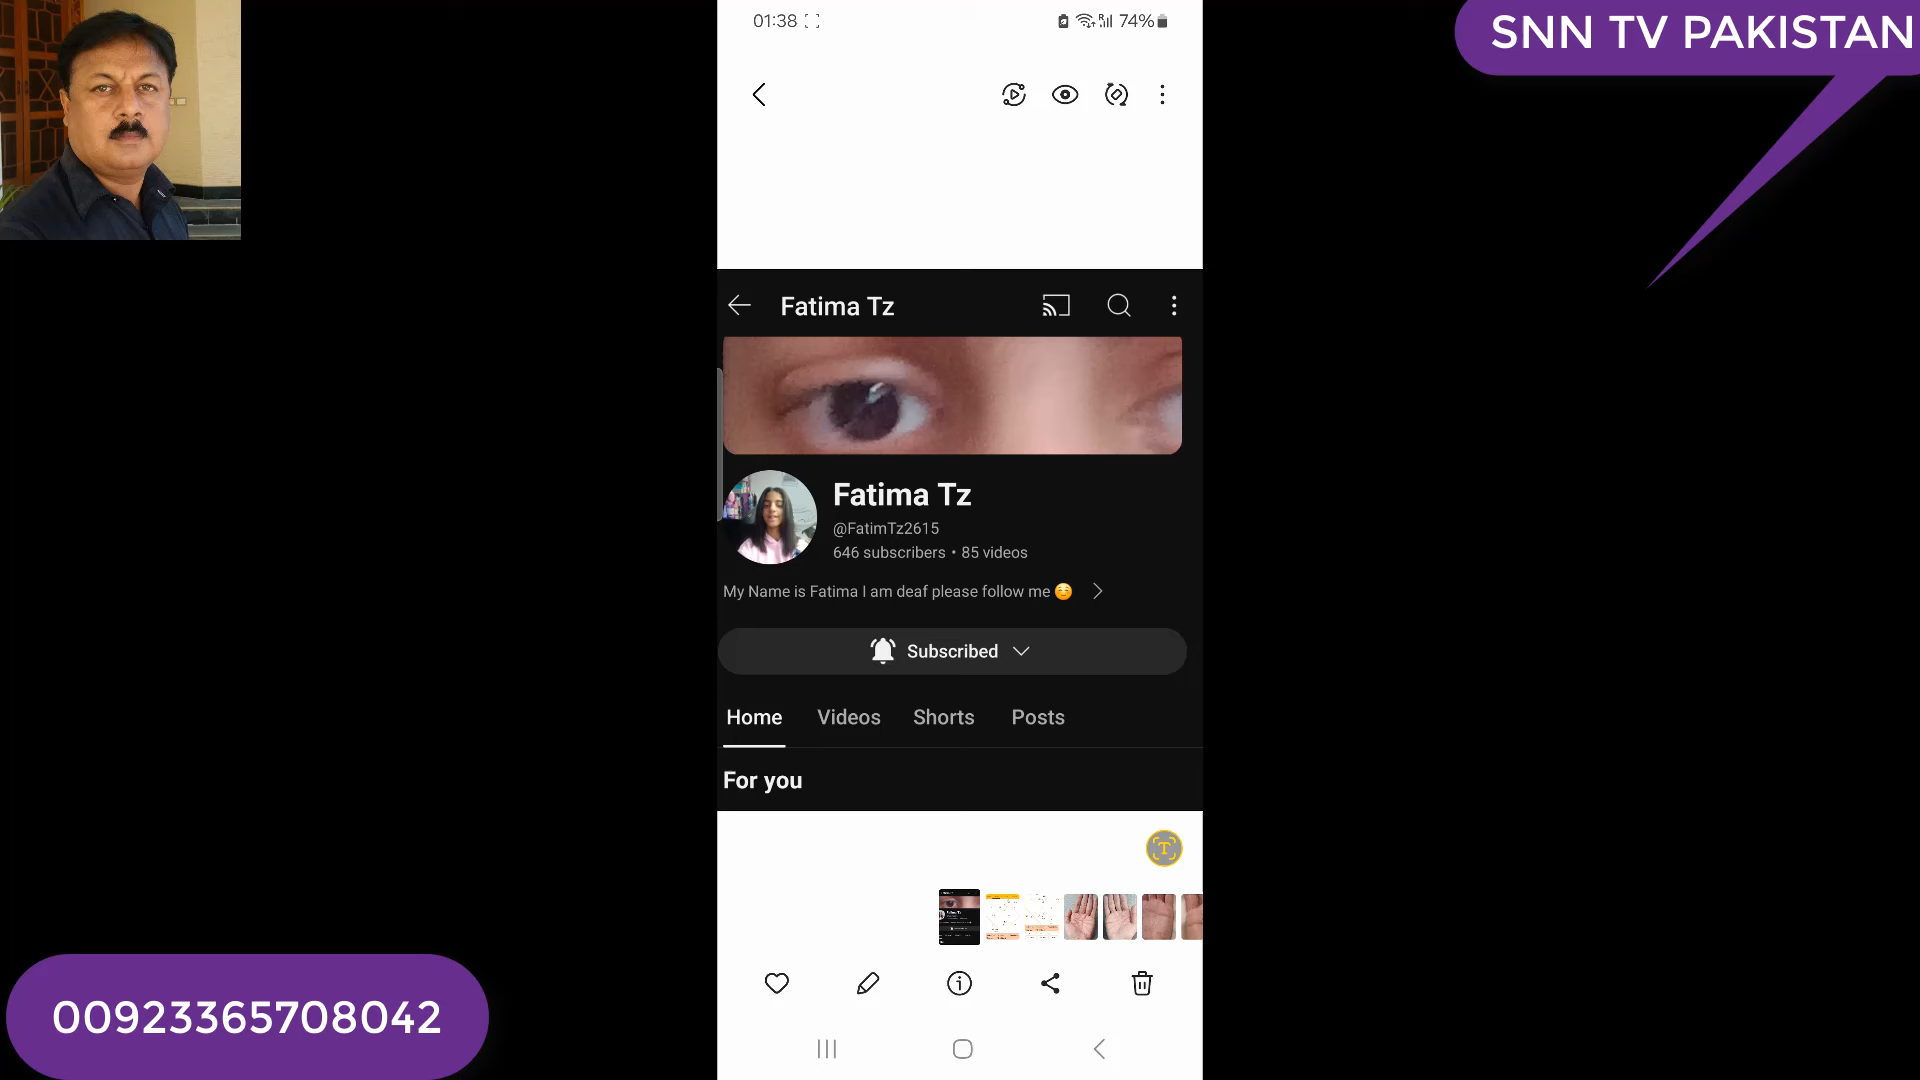 SNN TV PAKISTAN
01:38
74%
Fatima Tz
Fatima Tz
@FatimTz2615
646 subscribers • 85 videos
My Name is Fatima I am deaf please follow me ☺️
Subscribed
Home Videos Shorts Posts
For you
T
00923365708042